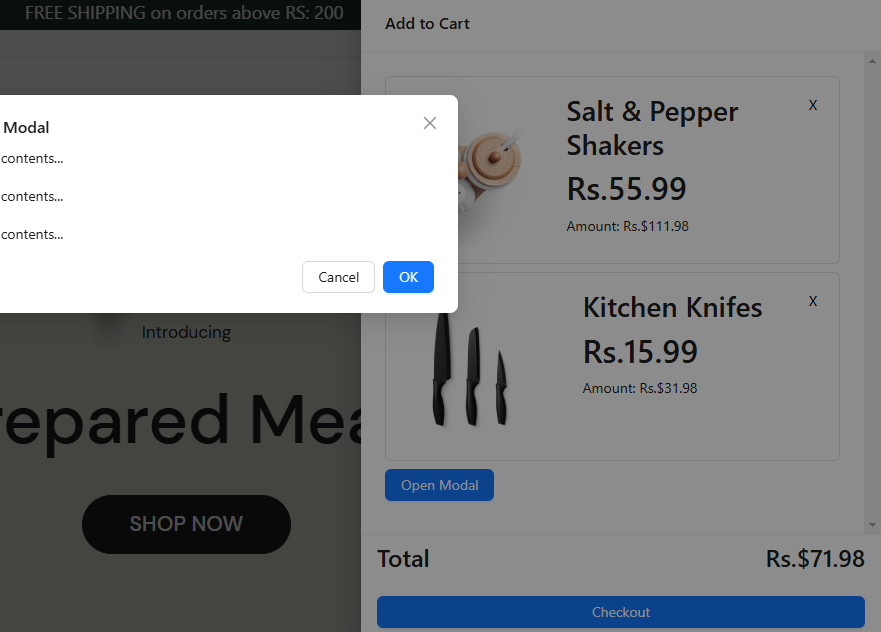 FREE SHIPPING on orders above RS: 200
Add to Cart
Modal
contents...
contents...
contents...
Cancel
OK
Salt & Pepper
Shakers
X
Rs.55.99
Amount: Rs.$111.98
Kitchen Knifes
X
Rs.15.99
Amount: Rs.$31.98
Open Modal
Introducing
repared Mea
SHOP NOW
Total
Rs.$71.98
Checkout